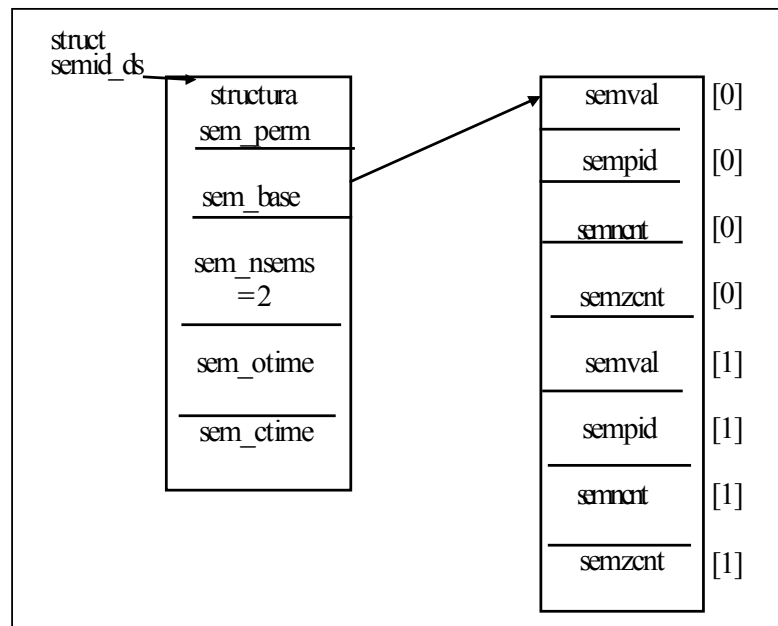 struct
semid_ds
structura
sem_perm
sem_base
sem_nsems
=2
sem_otime
sem_ctime
semval [0]
sempid [0]
semncnt [0]
semzcnt [0]
semval [1]
sempid [1]
semncnt [1]
semzcnt [1]